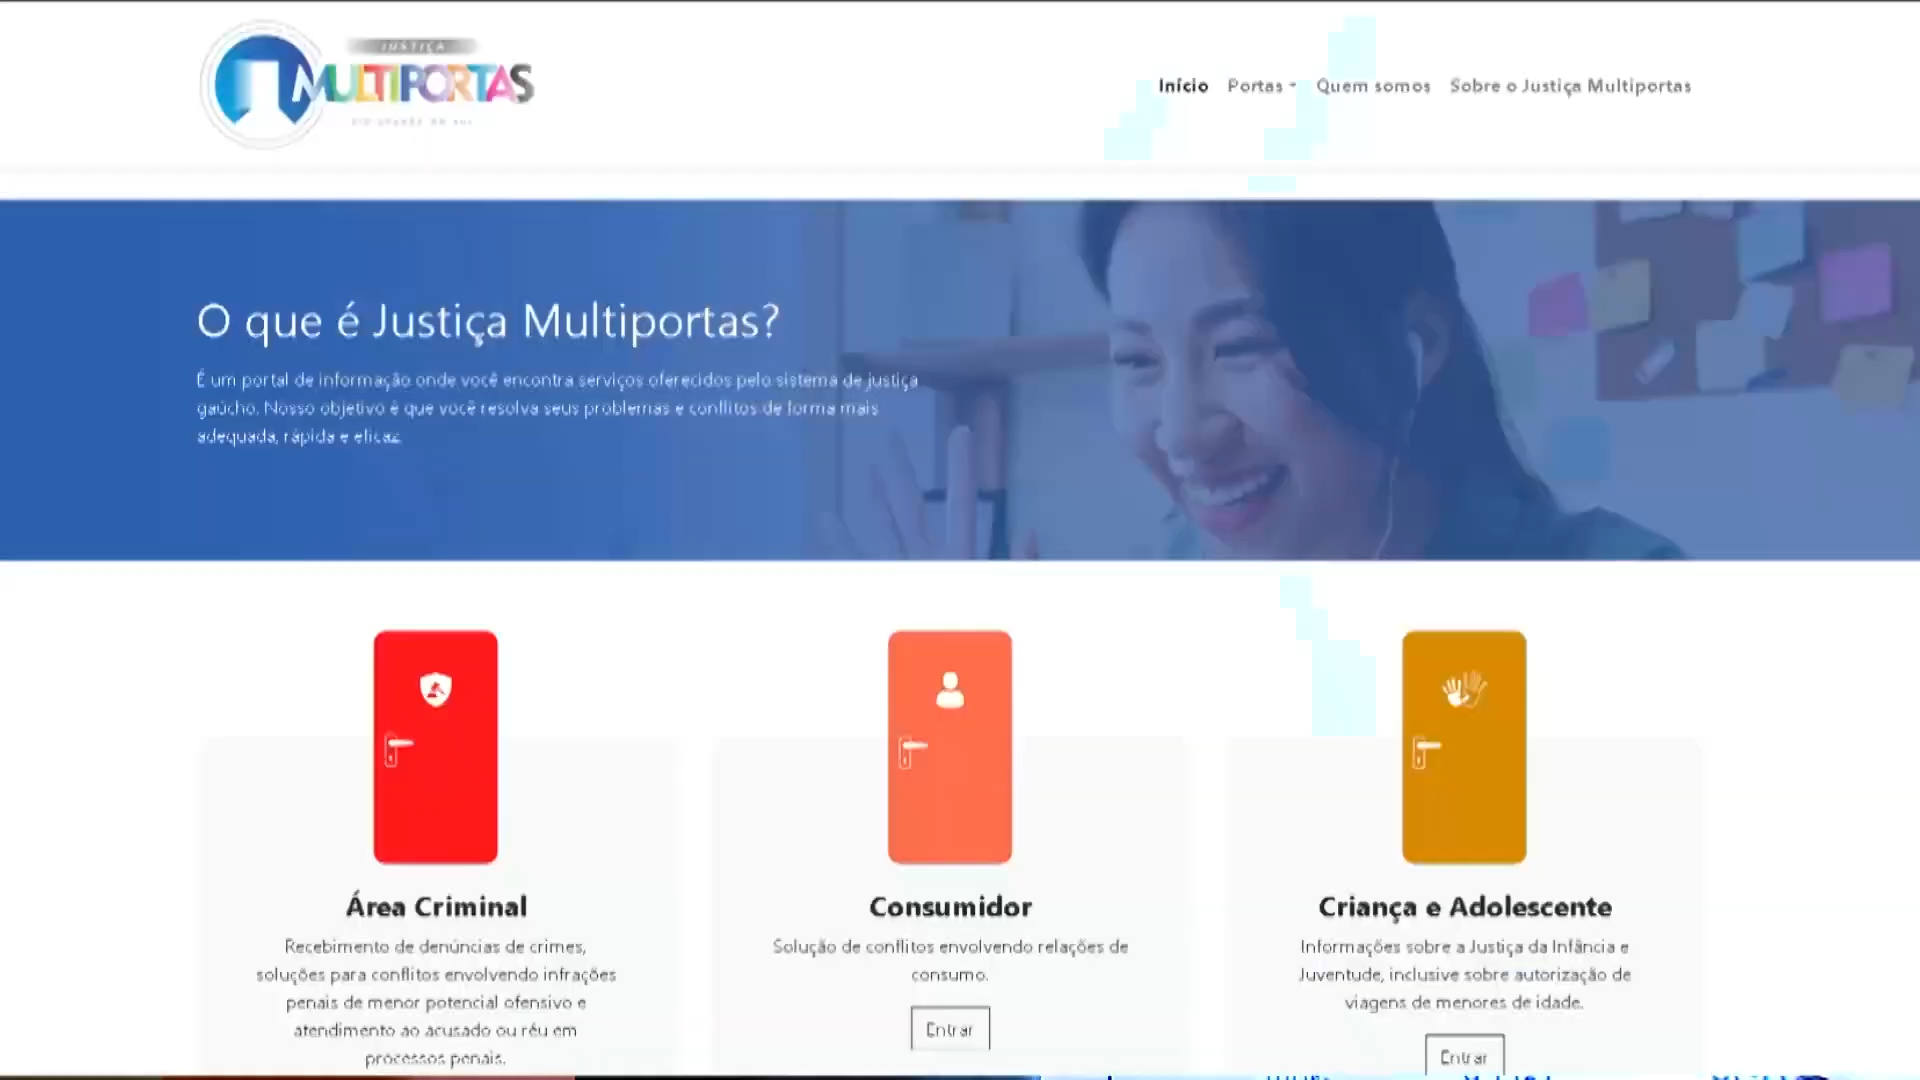 JUSTIÇA
MULTIPORTAS
RIO GRANDE DO SUL
Início Portas Quem somos Sobre o Justiça Multiportas
O que é Justiça Multiportas?
É um portal de informação onde você encontra serviços oferecidos pelo sistema de justiça
gaúcho. Nosso objetivo é que você resolva seus problemas e conflitos de forma mais
adequada, rápida e eficaz.
Área Criminal
Recebimento de denúncias de crimes,
soluções para conflitos envolvendo infrações
penais de menor potencial ofensivo e
atendimento ao acusado ou réu em
processos penais.
Consumidor
Solução de conflitos envolvendo relações de
consumo.
Entrar
Criança e Adolescente
Informações sobre a Justiça da Infância e
Juventude, inclusive sobre autorização de
viagens de menores de idade.
Entrar